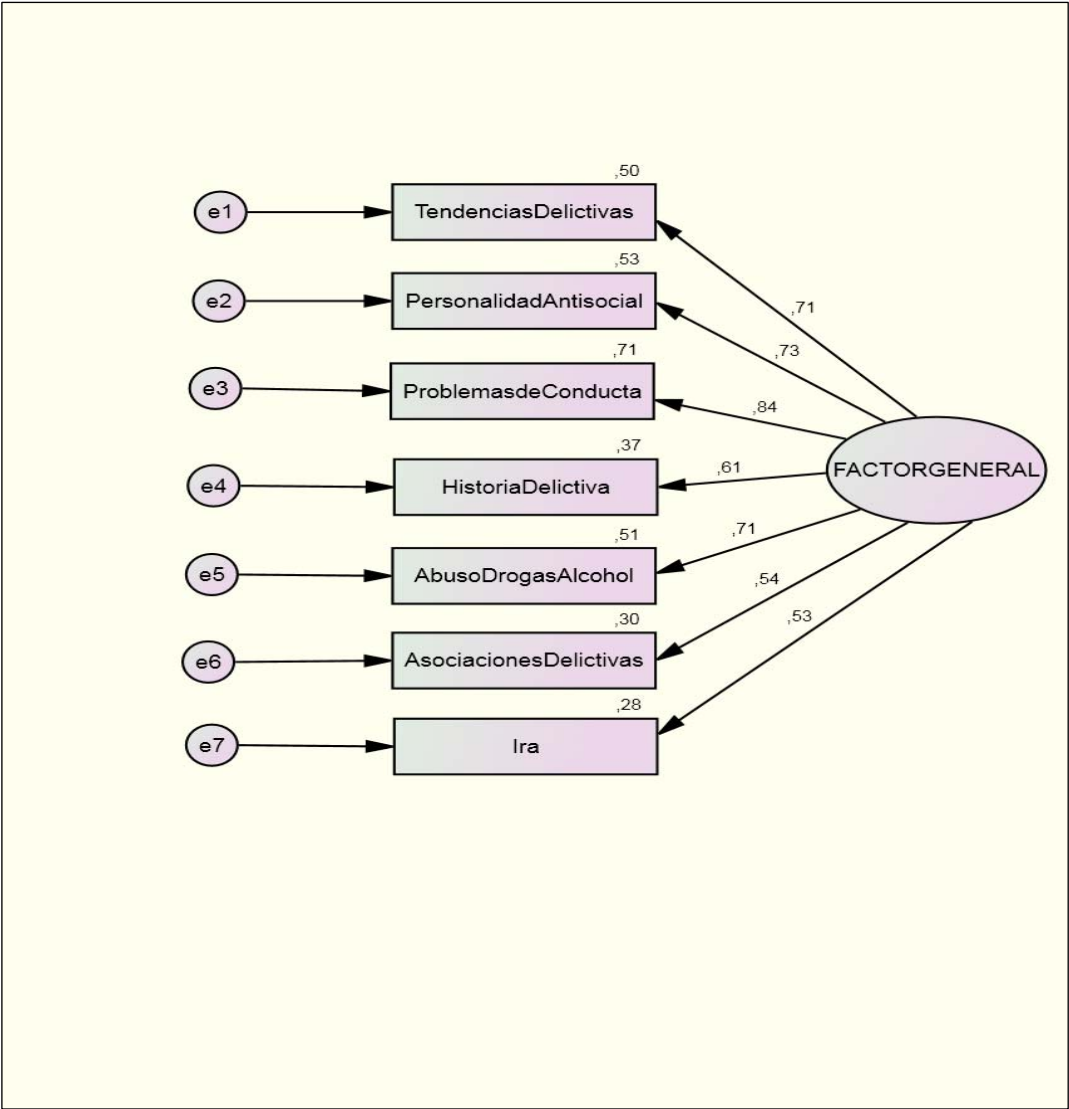 ,50
e1
TendenciasDelictivas
,53
,71
e2
PersonalidadAntisocial
,73
,71
e3
ProblemasdeConducta
,84
,37
FACTORGENERAL
e4
HistoriaDelictiva
,61
,51
,71
e5
AbusoDrogasAlcohol
,54
,30
,53
e6
AsociacionesDelictivas
,28
e7
Ira